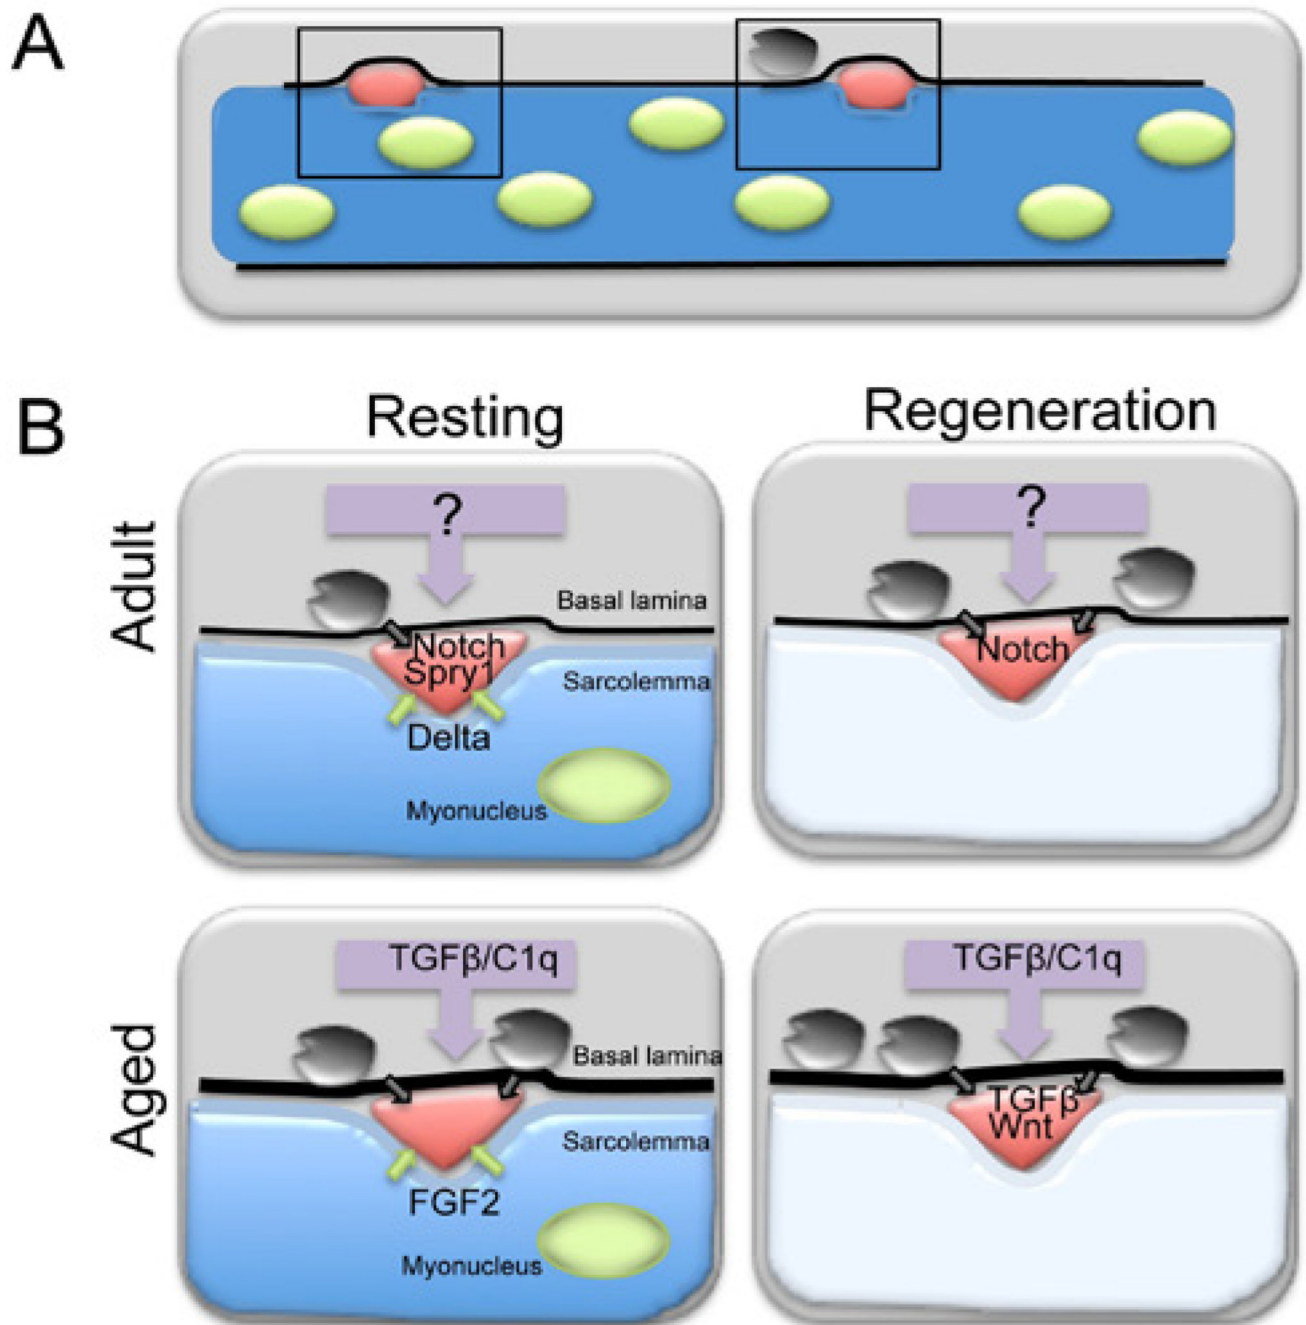 A
B
Resting
Regeneration
Adult
?
Basal lamina
Notch
Spry1
Sarcolemma
Delta
Myonucleus
?
Notch
Aged
TGFβ/C1q
Basal lamina
Sarcolemma
FGF2
Myonucleus
TGFβ/C1q
TGFβ
Wnt